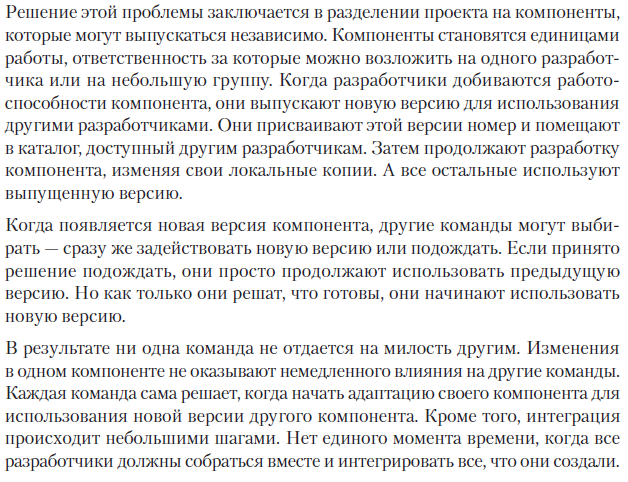 Решение этой проблемы заключается в разделении проекта на компоненты,
которые могут выпускаться независимо. Компоненты становятся единицами
работы, ответственность за которые можно возложить на одного разработ-
чика или на небольшую группу. Когда разработчики добиваются работо-
способности компонента, они выпускают новую версию для использования
другими разработчиками. Они присваивают этой версии номер и помещают
в каталог, доступный другим разработчикам. Затем продолжают разработку
компонента, изменяя свои локальные копии. А все остальные используют
выпущенную версию.
Когда появляется новая версия компонента, другие команды могут выби-
рать — сразу же задействовать новую версию или подождать. Если принято
решение подождать, они просто продолжают использовать предыдущую
версию. Но как только они решат, что готовы, они начинают использовать
новую версию.
В результате ни одна команда не отдается на милость другим. Изменения
в одном компоненте не оказывают немедленного влияния на другие команды.
Каждая команда сама решает, когда начать адаптацию своего компонента для
использования новой версии другого компонента. Кроме того, интеграция
происходит небольшими шагами. Нет единого момента времени, когда все
разработчики должны собраться вместе и интегрировать все, что они создали.